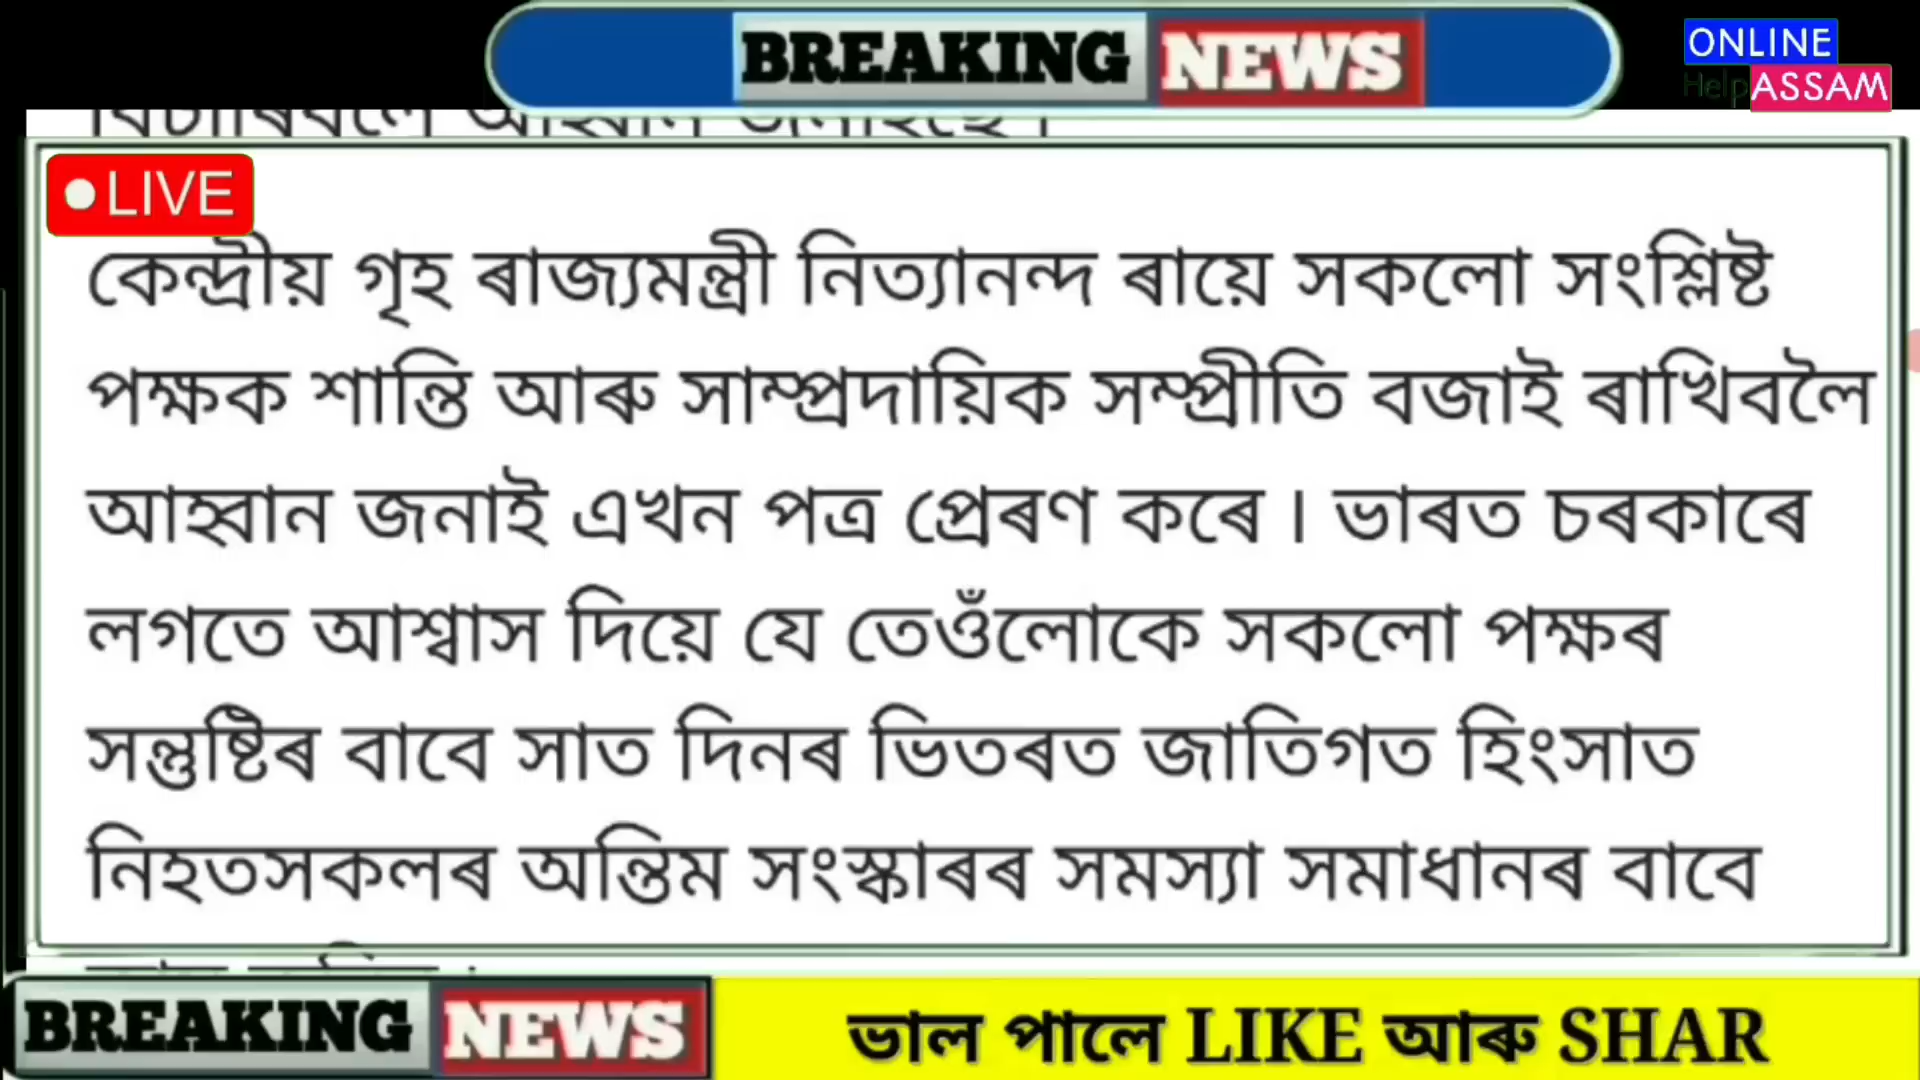 BREAKING NEWS
ONLINE
Help ASSAM
LIVE
কেন্দ্ৰীয় গৃহ ৰাজ্যমন্ত্ৰী নিত্যানন্দ ৰায়ে সকলো সংশ্লিষ্ট
পক্ষক শান্তি আৰু সাম্প্ৰদায়িক সম্প্ৰীতি বজাই ৰাখিবলৈ
আহ্বান জনাই এখন পত্ৰ প্ৰেৰণ কৰে । ভাৰত চৰকাৰে
লগতে আশ্বাস দিয়ে যে তেওঁলোকে সকলো পক্ষৰ
সন্তুষ্টিৰ বাবে সাত দিনৰ ভিতৰত জাতিগত হিংসাত
নিহতসকলৰ অন্তিম সংস্কাৰৰ সমস্যা সমাধানৰ বাবে
BREAKING NEWS
ভাল পালে LIKE আৰু SHAR